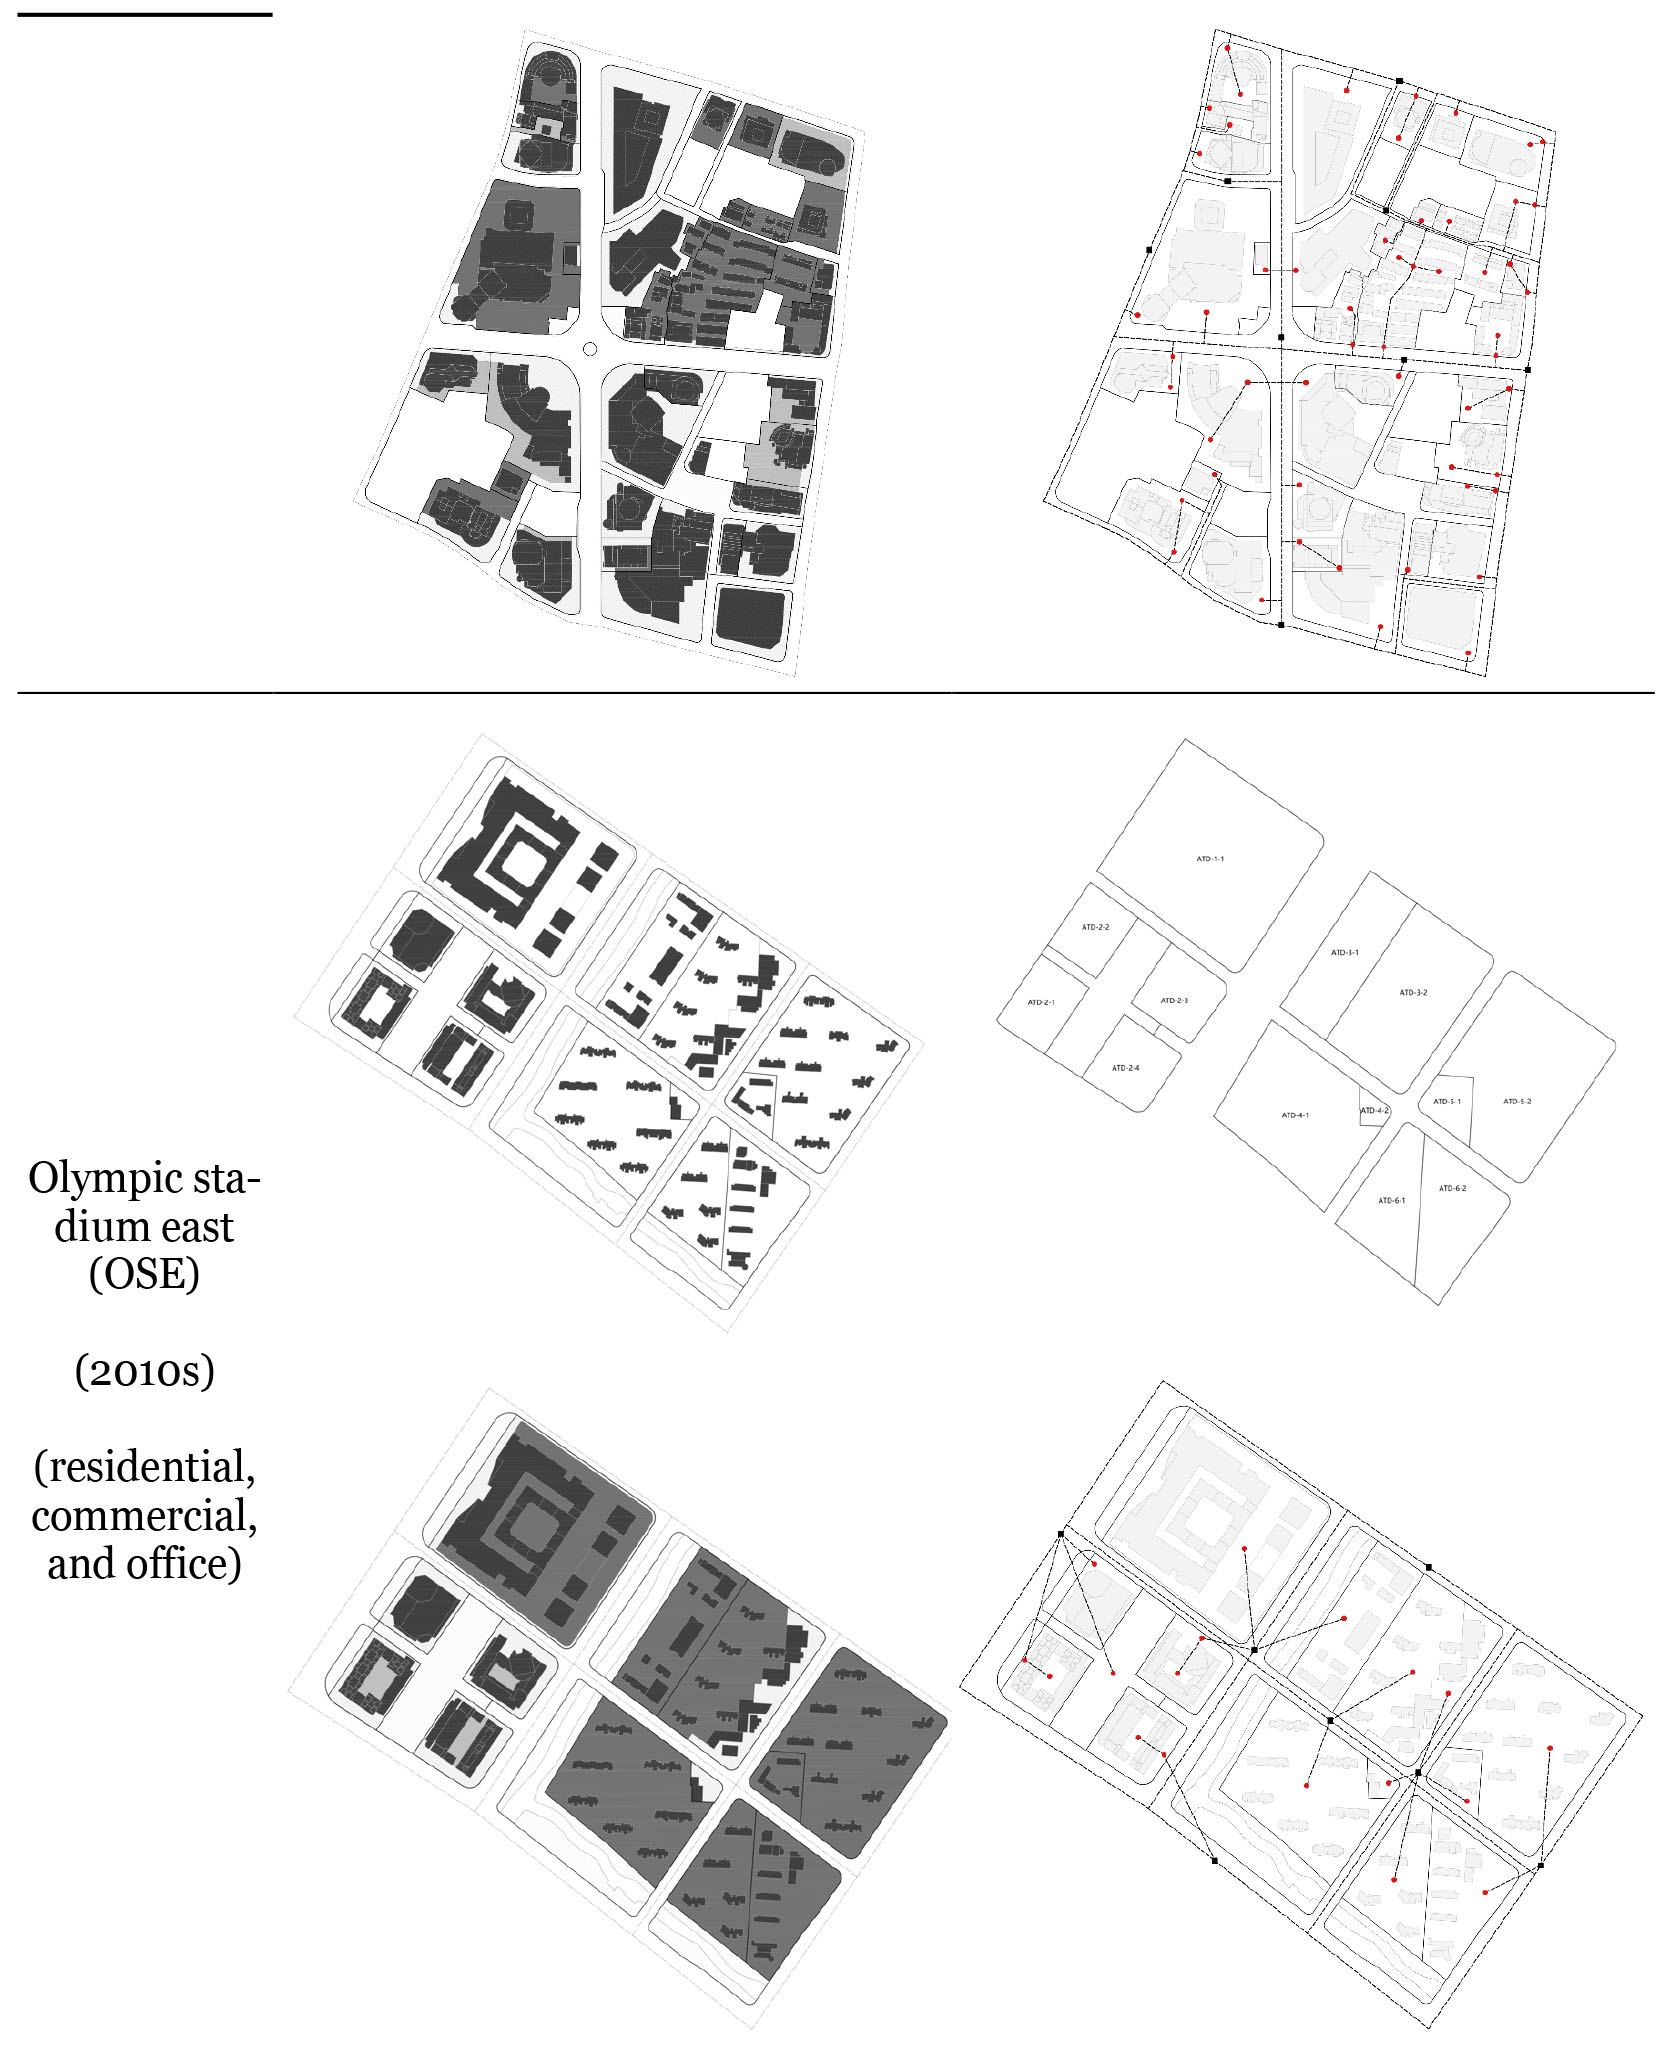 ATD-1-1
ATD-2-2
ATD-3-1
ATD-3-2
ATD-2-1
ATD-2-3
ATD-2-4
ATD-4-1
ATD-4-2
ATD-5-1
ATD-5-2
ATD-6-1
ATD-6-2
Olympic sta-
dium east
(OSE)
(2010s)
(residential,
commercial,
and office)